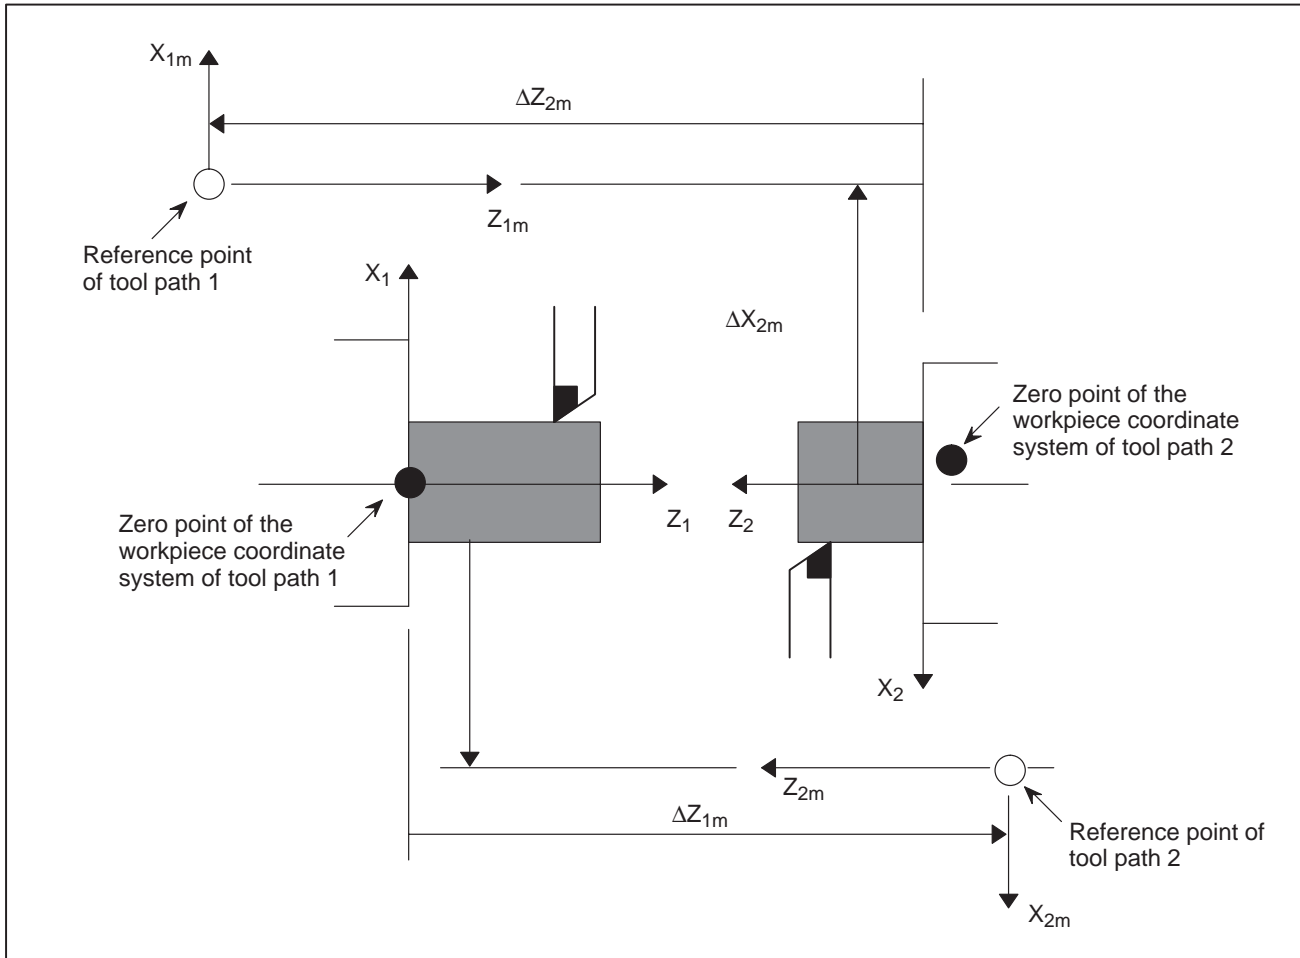 X1m
ΔZ2m
Z1m
Reference point
of tool path 1
X1
ΔX2m
Zero point of the
workpiece coordinate
system of tool path 2
Z1
Z2
Zero point of the
workpiece coordinate
system of tool path 1
X2
Z2m
ΔZ1m
Reference point of
tool path 2
X2m